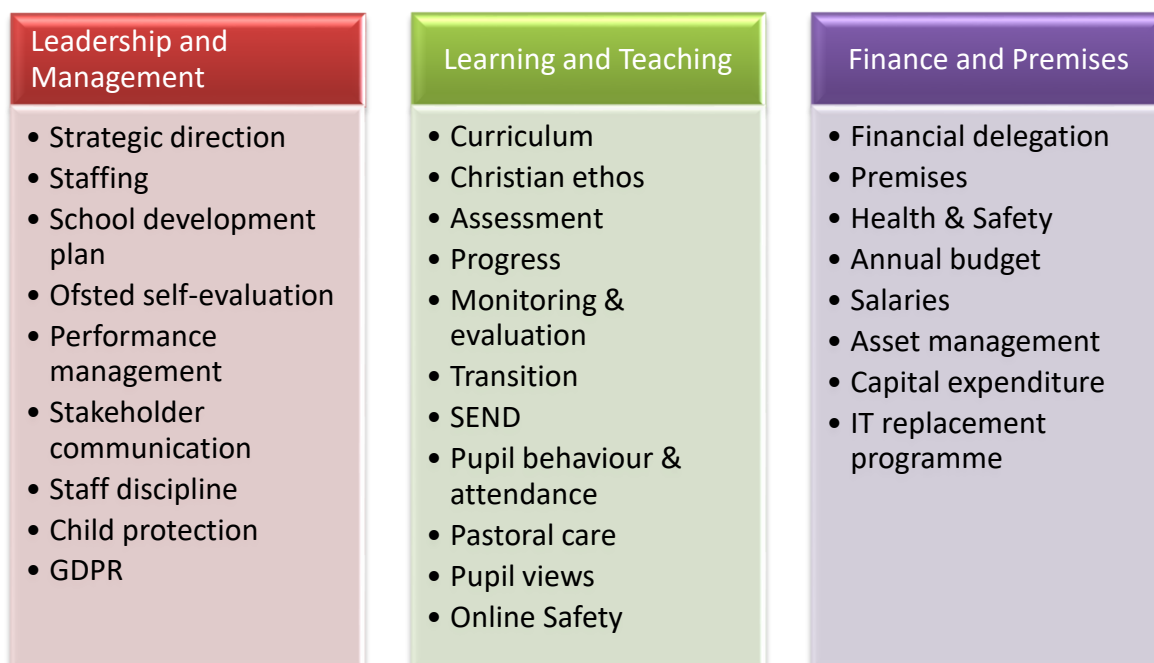 Leadership and
Management
• Strategic direction
• Staffing
• School development
plan
• Ofsted self-evaluation
• Performance
management
• Stakeholder
communication
• Staff discipline
• Child protection
• GDPR
Learning and Teaching
• Curriculum
• Christian ethos
• Assessment
• Progress
• Monitoring &
evaluation
• Transition
• SEND
• Pupil behaviour &
attendance
• Pastoral care
• Pupil views
• Online Safety
Finance and Premises
• Financial delegation
• Premises
• Health & Safety
• Annual budget
• Salaries
• Asset management
• Capital expenditure
• IT replacement
programme